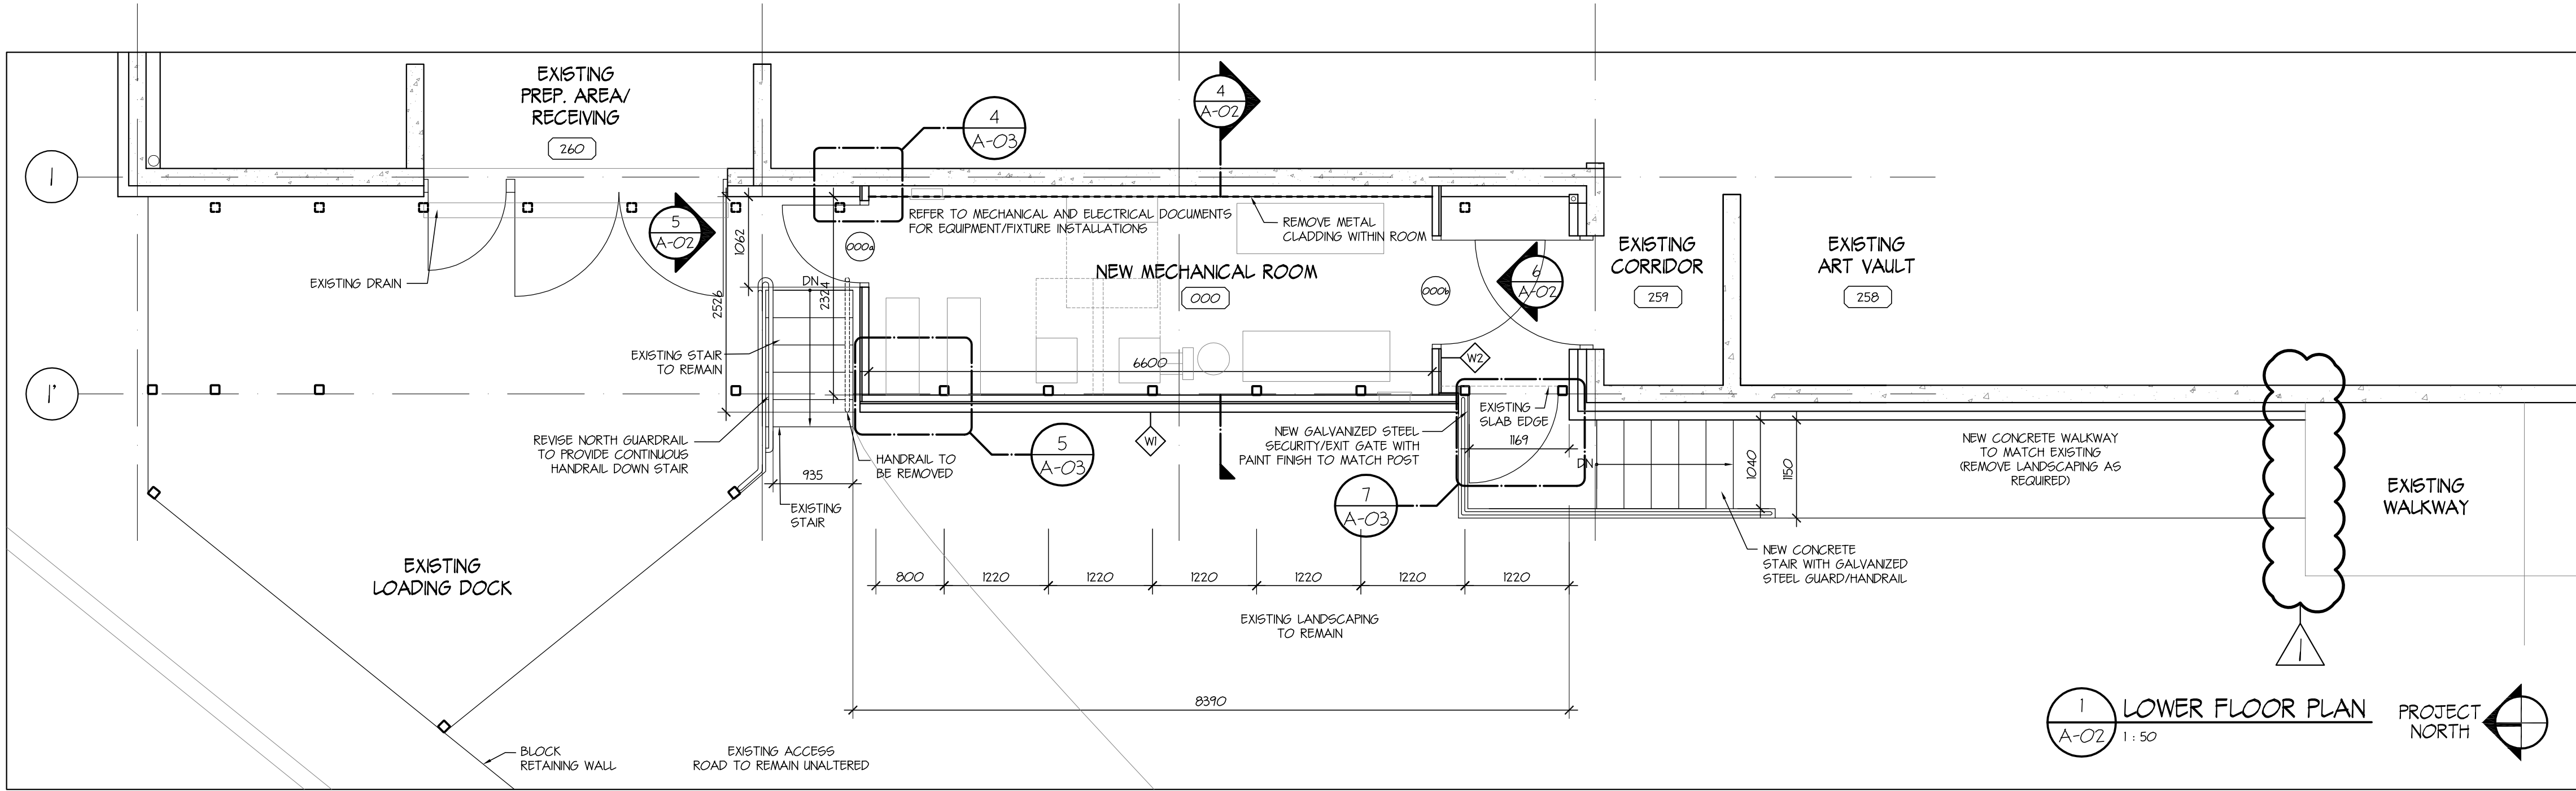 EXISTING
PREP. AREA/
RECEIVING
260
4
A-03
4
A-02
1
5
A-02
1062
2526
2324
DN
000a
REFER TO MECHANICAL AND ELECTRICAL DOCUMENTS
FOR EQUIPMENT/FIXTURE INSTALLATIONS
REMOVE METAL
CLADDING WITHIN ROOM
NEW MECHANICAL ROOM
000
000b
6
A-02
EXISTING
CORRIDOR
259
EXISTING
ART VAULT
258
EXISTING DRAIN
EXISTING STAIR
TO REMAIN
6600
W2
1'
REVISE NORTH GUARDRAIL
TO PROVIDE CONTINUOUS
HANDRAIL DOWN STAIR
935
HANDRAIL TO
BE REMOVED
EXISTING
STAIR
5
A-03
W1
NEW GALVANIZED STEEL
SECURITY/EXIT GATE WITH
PAINT FINISH TO MATCH POST
EXISTING
SLAB EDGE
1169
7
A-03
DN
1040
1150
NEW CONCRETE WALKWAY
TO MATCH EXISTING
(REMOVE LANDSCAPING AS
REQUIRED)
EXISTING
WALKWAY
NEW CONCRETE
STAIR WITH GALVANIZED
STEEL GUARD/HANDRAIL
EXISTING
LOADING DOCK
800
1220
1220
1220
1220
1220
1220
EXISTING LANDSCAPING
TO REMAIN
8390
1
BLOCK
RETAINING WALL
EXISTING ACCESS
ROAD TO REMAIN UNALTERED
1
A-02
LOWER FLOOR PLAN
1 : 50
PROJECT
NORTH